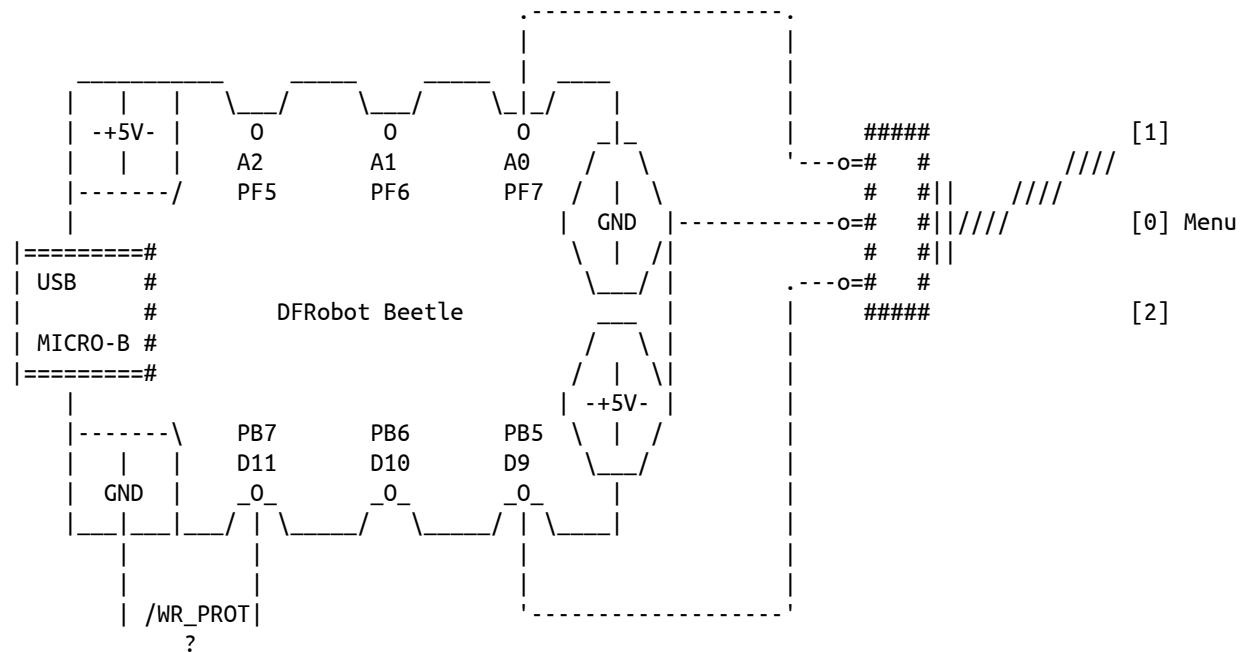 -+5V- O O O [1]
A2 A1 A0
PF5 PF6 PF7
GND [0] Menu
USB
DFRobot Beetle [2]
MICRO-B
-+5V-
PB7 PB6 PB5
D11 D10 D9
GND O O O
/WR_PROT
?